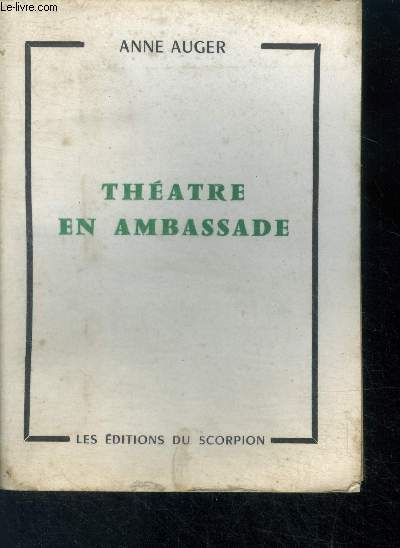 Le-livre.com
ANNE AUGER
THÉATRE
EN AMBASSADE
LES ÉDITIONS DU SCORPION